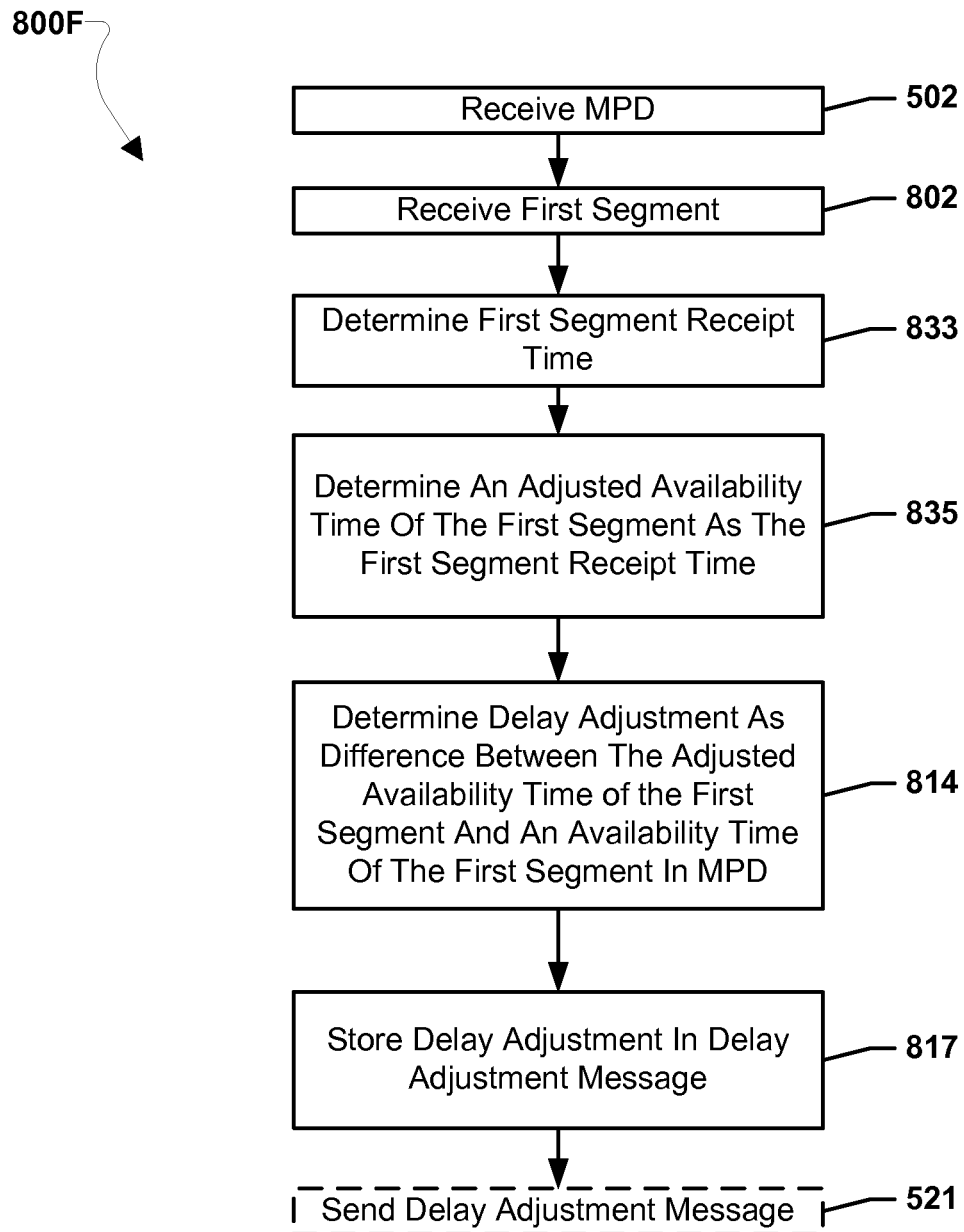 800F
Receive MPD
502
Receive First Segment
802
Determine First Segment Receipt
Time
833
Determine An Adjusted Availability
Time Of The First Segment As The
First Segment Receipt Time
835
Determine Delay Adjustment As
Difference Between The Adjusted
Availability Time of the First
Segment And An Availability Time
Of The First Segment In MPD
814
Store Delay Adjustment In Delay
Adjustment Message
817
Send Delay Adjustment Message
521